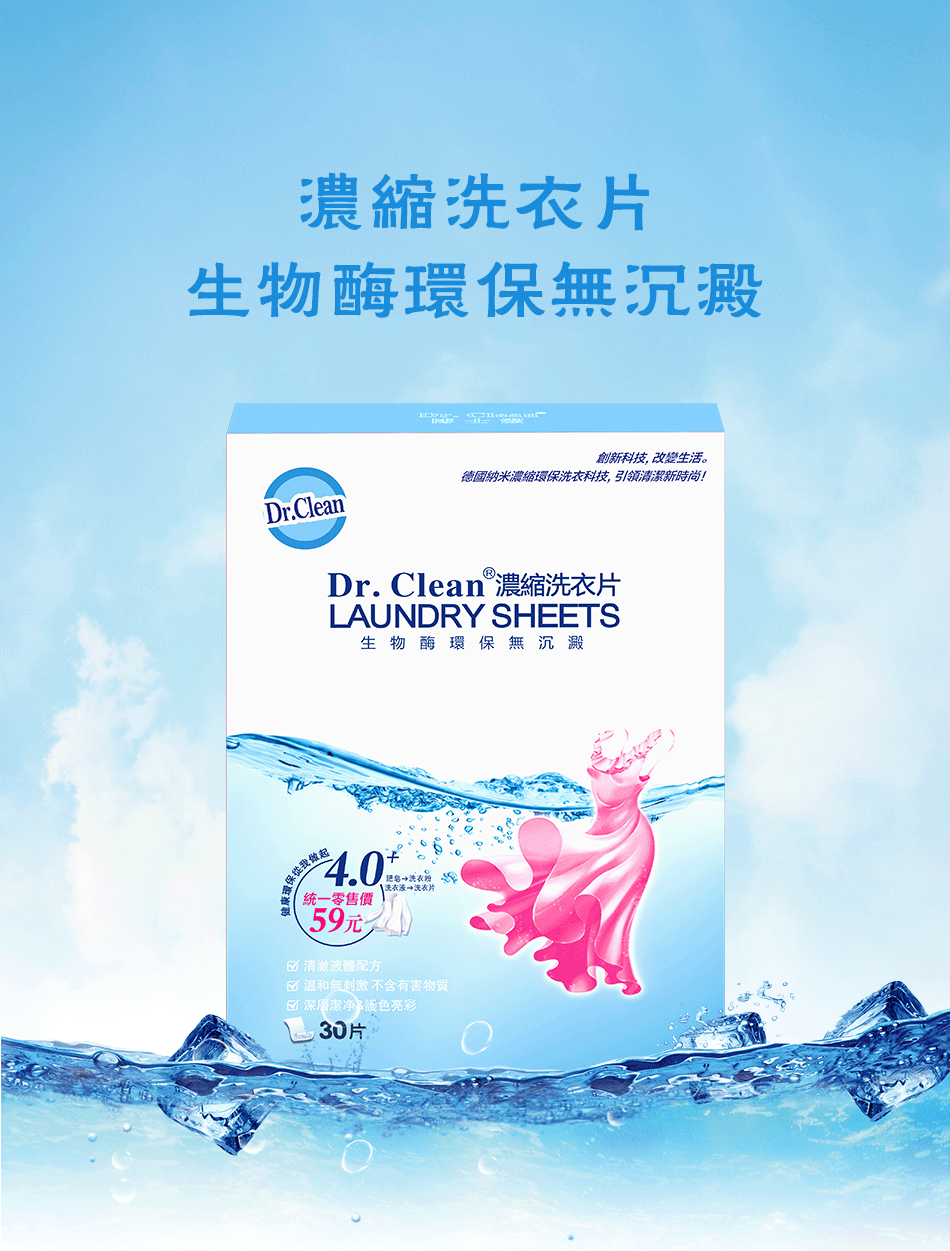 濃縮洗衣片
生物酶環保無沉澱
創新科技, 改變生活。
德國納米濃縮環保洗衣科技, 引領清潔新時尚!
Dr.Clean
Dr. Clean®濃縮洗衣片
LAUNDRY SHEETS
生物酶環保無沉澱
健康環保從我做起
4.0+
肥皂→洗衣粉
洗衣液→洗衣片
統一零售價
59元
清澈液體配方
溫和無刺激 不含有害物質
深層潔净&護色亮彩
30片